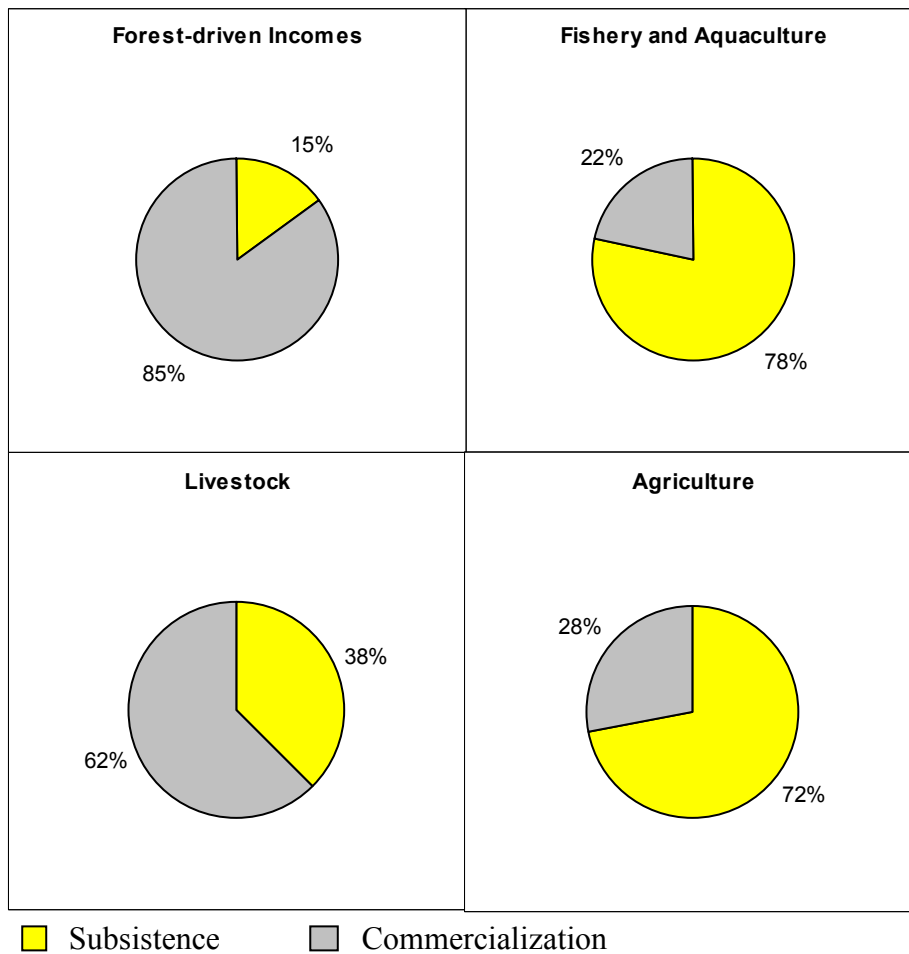 Forest-driven Incomes
15%
85%
Fishery and Aquaculture
22%
78%
Livestock
38%
62%
Agriculture
28%
72%
Subsistence
Commercialization